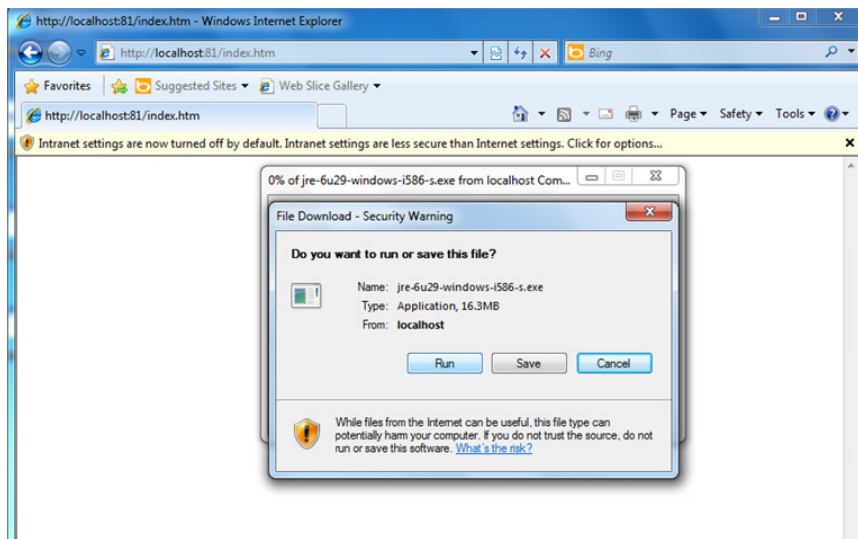 http://localhost:81/index.htm - Windows Internet Explorer
http://localhost:81/index.htm
Bing
Favorites
Suggested Sites
Web Slice Gallery
http://localhost:81/index.htm
Page
Safety
Tools
Intranet settings are now turned off by default. Intranet settings are less secure than Internet settings. Click for options...
0% of jre-6u29-windows-i586-s.exe from localhost Com...
File Download - Security Warning
Do you want to run or save this file?
Name: jre-6u29-windows-i586-s.exe
Type: Application, 16.3MB
From: localhost
Run
Save
Cancel
While files from the Internet can be useful, this file type can
potentially harm your computer. If you do not trust the source, do not
run or save this software. What's the risk?